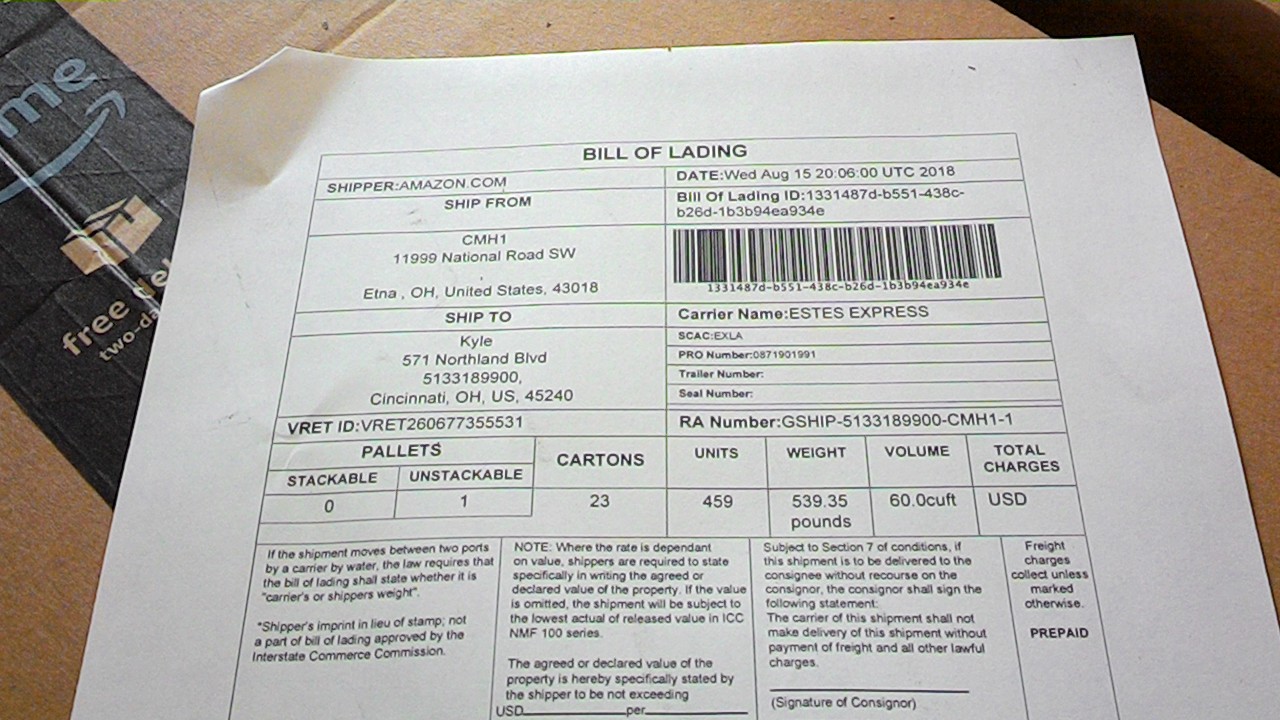 me
free del
two-da
BILL OF LADING
SHIPPER:AMAZON.COM
DATE:Wed Aug 15 20:06:00 UTC 2018
SHIP FROM
Bill Of Lading ID:1331487d-b551-438c-
b26d-1b3b94ea934e
CMH1
11999 National Road SW
Etna , OH, United States, 43018
1331487d-b551-438c-b26d-1b3b94ea934e
SHIP TO
Carrier Name:ESTES EXPRESS
Kyle
571 Northland Blvd
5133189900,
Cincinnati, OH, US, 45240
SCAC:EXLA
PRO Number:0871901991
Trailer Number:
Seal Number:
VRET ID:VRET260677355531
RA Number:GSHIP-5133189900-CMH1-1
PALLETS
STACKABLE
UNSTACKABLE
CARTONS
UNITS
WEIGHT
VOLUME
TOTAL
CHARGES
0
1
23
459
539.35
pounds
60.0cuft
USD
If the shipment moves between two ports
by a carrier by water, the law requires that
the bill of lading shall state whether it is
"carrier's or shippers weight".
*Shipper's imprint in lieu of stamp; not
a part of bill of lading approved by the
Interstate Commerce Commission.
NOTE: Where the rate is dependant
on value, shippers are required to state
specifically in writing the agreed or
declared value of the property. If the value
is omitted, the shipment will be subject to
the lowest actual of released value in ICC
NMF 100 series.
The agreed or declared value of the
property is hereby specifically stated by
the shipper to be not exceeding
USD____________per____________
Subject to Section 7 of conditions, if
this shipment is to be delivered to the
consignee without recourse on the
consignor, the consignor shall sign the
following statement:
The carrier of this shipment shall not
make delivery of this shipment without
payment of freight and all other lawful
charges.
(Signature of Consignor)
Freight
charges
collect unless
marked
otherwise.
PREPAID